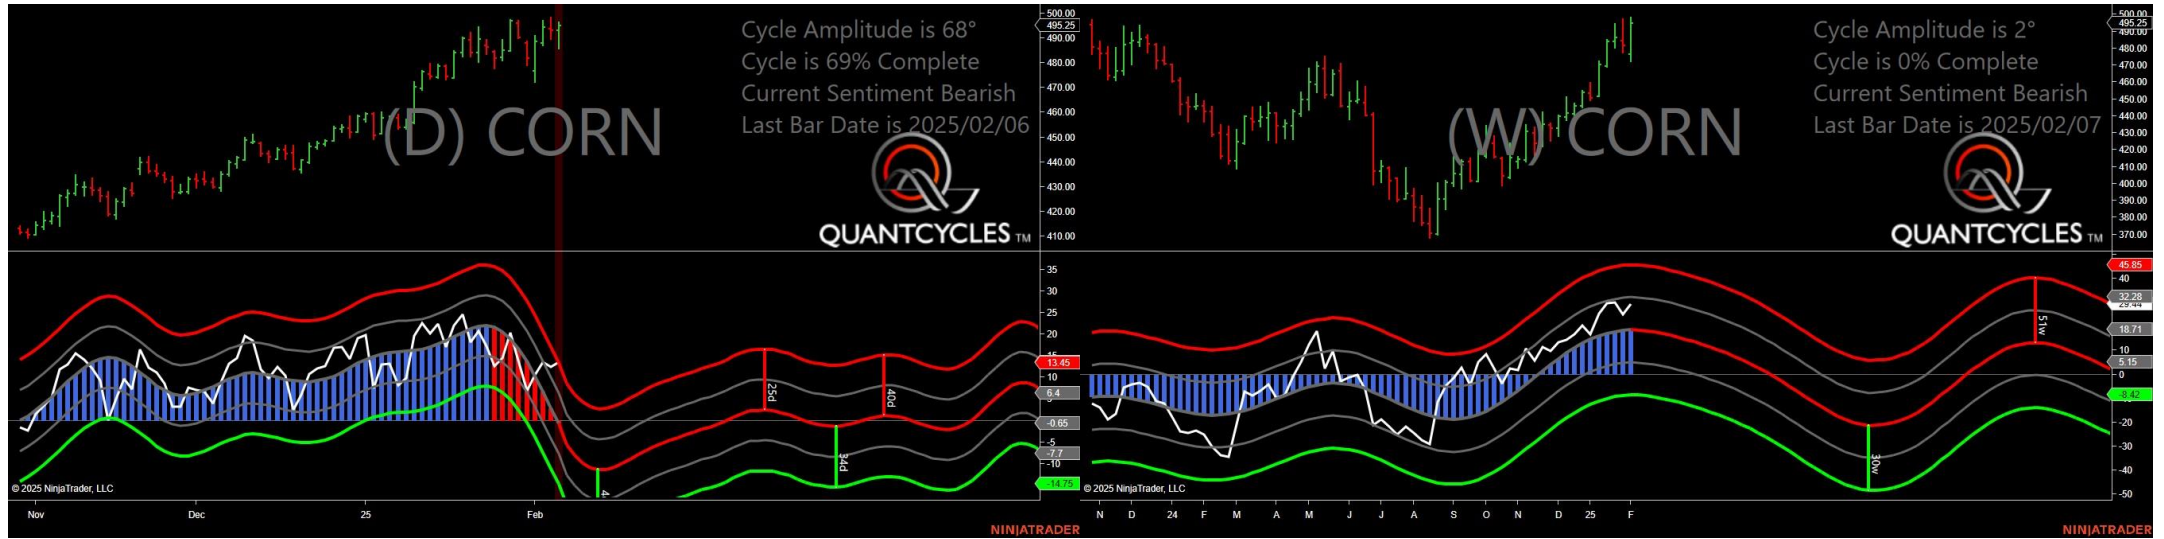 Cycle Amplitude is 68°
Cycle is 69% Complete
Current Sentiment Bearish
Last Bar Date is 2025/02/06
(D) CORN
QUANTCYCLES TM
500.00
495.25
490.00
480.00
470.00
460.00
450.00
440.00
430.00
420.00
410.00
35
30
25
20
15
13.45
10
6.4
-0.65
-5
-7.7
-10
-14.75
25d
40d
34d
4
© 2025 NinjaTrader, LLC
Nov
Dec
25
Feb
NINJATRADER
Cycle Amplitude is 2°
Cycle is 0% Complete
Current Sentiment Bearish
Last Bar Date is 2025/02/07
(W) CORN
QUANTCYCLES TM
500.00
495.25
490.00
480.00
470.00
460.00
450.00
440.00
430.00
420.00
410.00
400.00
390.00
380.00
370.00
45.85
40
32.28
29.44
18.71
10
5.15
0
-8.42
-20
-30
-40
-50
51w
30w
© 2025 NinjaTrader, LLC
N D 24 F M A M J J A S O N D 25 F
NINJATRADER